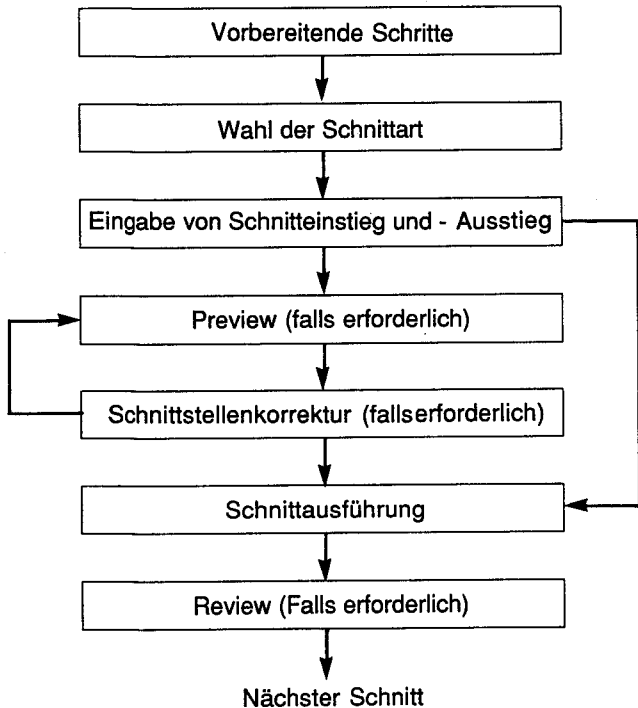 Vorbereitende Schritte
Wahl der Schnittart
Eingabe von Schnitteinstieg und - Ausstieg
Preview (falls erforderlich)
Schnittstellenkorrektur (fallserforderlich)
Schnittausführung
Review (Falls erforderlich)
Nächster Schnitt